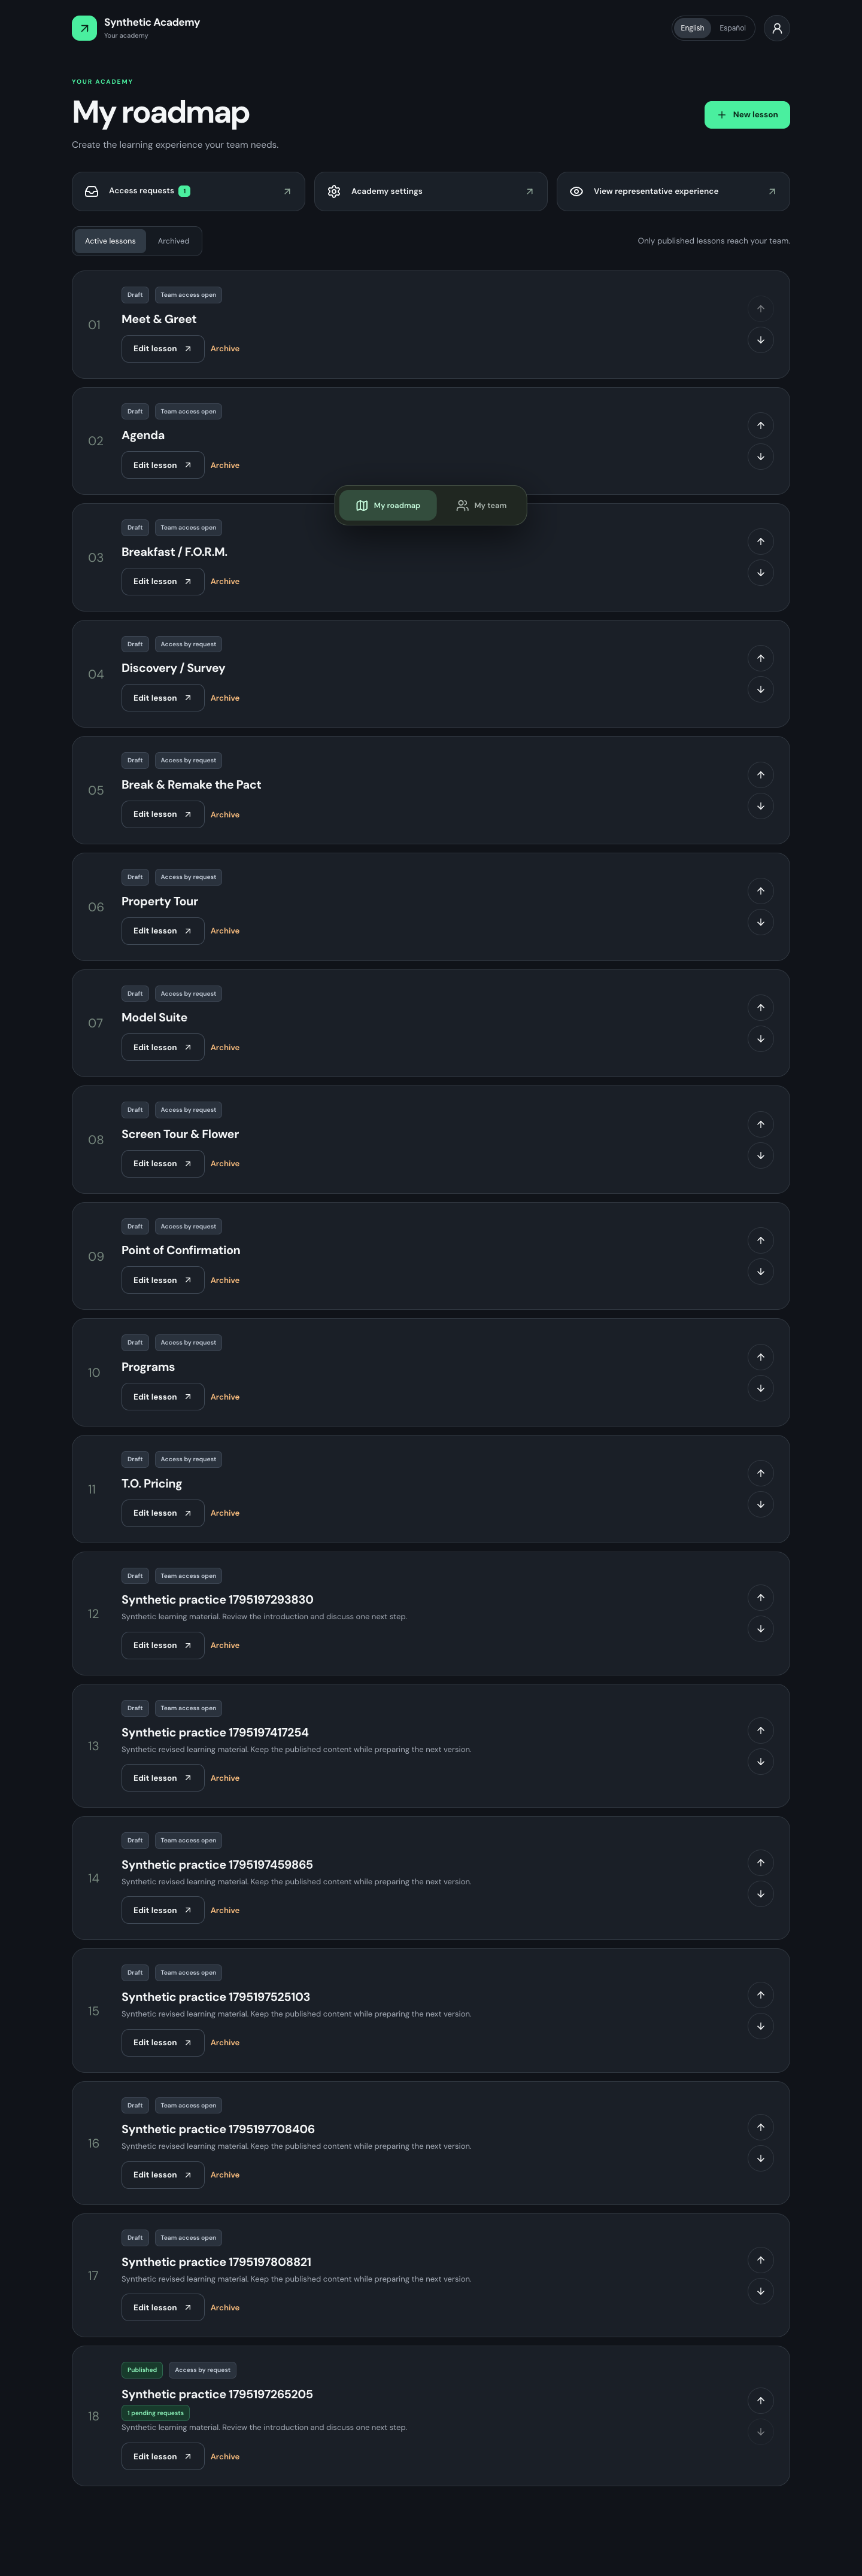 Synthetic Academy
Your academy
English Español
YOUR ACADEMY
My roadmap
New lesson
Create the learning experience your team needs.
Access requests 1
Academy settings
View representative experience
Active lessons Archived
Only published lessons reach your team.
01
Draft Team access open
Meet & Greet
Edit lesson Archive
02
Draft Team access open
Agenda
Edit lesson Archive
My roadmap My team
03
Draft Team access open
Breakfast / F.O.R.M.
Edit lesson Archive
04
Draft Access by request
Discovery / Survey
Edit lesson Archive
05
Draft Access by request
Break & Remake the Pact
Edit lesson Archive
06
Draft Access by request
Property Tour
Edit lesson Archive
07
Draft Access by request
Model Suite
Edit lesson Archive
08
Draft Access by request
Screen Tour & Flower
Edit lesson Archive
09
Draft Access by request
Point of Confirmation
Edit lesson Archive
10
Draft Access by request
Programs
Edit lesson Archive
11
Draft Access by request
T.O. Pricing
Edit lesson Archive
12
Draft Team access open
Synthetic practice 1795197293830
Synthetic learning material. Review the introduction and discuss one next step.
Edit lesson Archive
13
Draft Team access open
Synthetic practice 1795197417254
Synthetic revised learning material. Keep the published content while preparing the next version.
Edit lesson Archive
14
Draft Team access open
Synthetic practice 1795197459865
Synthetic revised learning material. Keep the published content while preparing the next version.
Edit lesson Archive
15
Draft Team access open
Synthetic practice 1795197525103
Synthetic revised learning material. Keep the published content while preparing the next version.
Edit lesson Archive
16
Draft Team access open
Synthetic practice 1795197708406
Synthetic revised learning material. Keep the published content while preparing the next version.
Edit lesson Archive
17
Draft Team access open
Synthetic practice 1795197808821
Synthetic revised learning material. Keep the published content while preparing the next version.
Edit lesson Archive
18
Published Access by request
Synthetic practice 1795197265205
1 pending requests
Synthetic learning material. Review the introduction and discuss one next step.
Edit lesson Archive